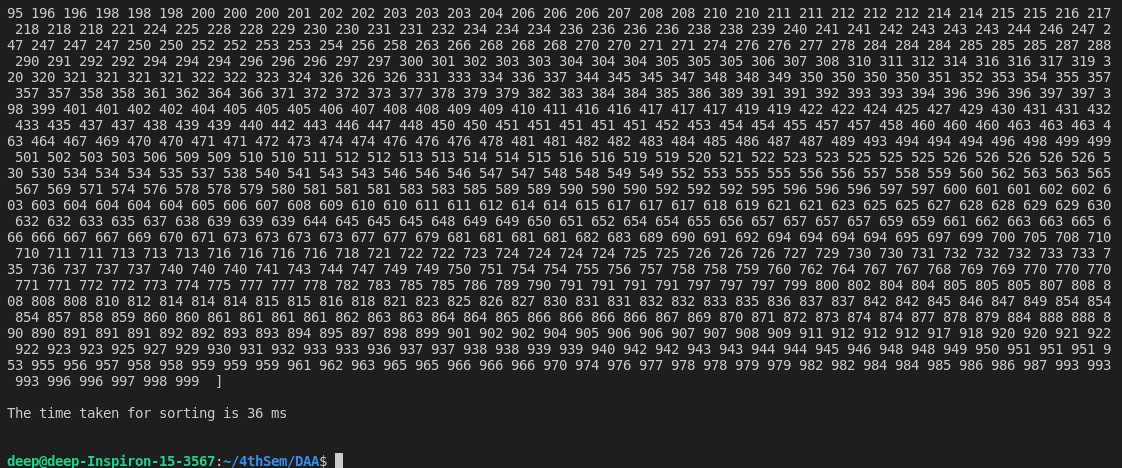 95 196 196 198 198 198 200 200 200 201 202 202 203 203 203 204 206 206 206 207 208 208 210 210 211 211 212 212 212 214 214 215 215 216 217
218 218 218 221 224 225 228 228 229 230 230 231 231 232 234 234 234 236 236 236 236 238 238 239 240 241 241 242 243 243 243 244 246 247 2
47 247 247 247 250 250 252 252 253 253 254 256 258 263 266 268 268 268 270 270 271 271 274 276 276 277 278 284 284 284 285 285 285 287 288
290 291 292 292 294 294 294 296 296 296 297 297 300 301 302 303 303 304 304 304 305 305 305 306 307 308 310 311 312 314 316 316 317 319 3
20 320 321 321 321 321 322 322 323 324 326 326 326 331 333 334 336 337 344 345 345 347 348 348 349 350 350 350 350 351 352 353 354 355 357
357 357 358 358 361 362 364 366 371 372 372 373 377 378 379 379 382 383 384 384 385 386 389 391 391 392 393 393 394 396 396 396 397 397 3
98 399 401 401 402 402 404 405 405 405 406 407 408 408 409 409 410 411 416 416 417 417 417 419 419 422 422 424 425 427 429 430 431 431 432
433 435 437 437 438 439 439 440 442 443 446 447 448 450 450 451 451 451 451 451 452 453 454 454 455 457 457 458 460 460 460 463 463 463 4
63 464 467 469 470 470 471 471 472 473 474 474 476 476 476 478 481 481 482 482 483 484 485 486 487 487 489 493 494 494 494 496 498 499 499
501 502 503 503 506 509 509 510 510 511 512 512 513 513 514 514 515 516 516 519 519 520 521 522 523 523 525 525 525 526 526 526 526 526 5
30 530 534 534 534 535 537 538 540 541 543 543 546 546 546 547 547 548 548 549 549 552 553 555 555 556 556 557 558 559 560 562 563 563 565
567 569 571 574 576 578 578 579 580 581 581 581 583 583 585 589 589 590 590 590 592 592 592 592 595 596 596 596 597 597 600 601 601 602 602 6
03 603 604 604 604 604 605 606 607 608 609 610 610 611 611 612 614 614 615 617 617 617 618 619 621 621 623 625 625 627 628 628 629 629 630
632 632 633 635 637 638 639 639 639 644 645 645 645 648 649 649 650 651 652 654 654 655 656 657 657 657 657 659 659 661 662 663 663 665 6
66 666 667 667 669 670 671 673 673 673 673 677 677 679 681 681 681 681 682 683 689 690 691 692 694 694 694 694 695 697 699 700 705 708 710
710 711 711 713 713 713 716 716 716 716 718 721 722 722 723 724 724 724 724 725 725 726 726 726 727 729 730 730 731 732 732 732 733 733 7
35 736 737 737 737 740 740 740 741 743 744 747 749 749 750 751 754 754 755 756 757 758 758 759 760 762 764 767 767 768 769 769 770 770 770
771 771 772 772 773 774 775 777 777 778 782 783 785 785 786 789 790 791 791 791 791 797 797 797 799 800 802 804 804 805 805 805 807 808 8
08 808 808 810 812 814 814 814 815 815 816 818 821 823 825 826 827 830 831 831 832 832 833 835 836 837 837 842 842 845 846 847 849 854 854
854 857 858 859 860 860 861 861 861 861 862 863 863 864 864 865 866 866 866 866 867 869 870 871 872 873 874 874 877 878 879 884 888 888 8
90 890 891 891 891 892 892 893 893 894 895 897 898 899 901 902 902 904 905 906 906 907 907 908 909 911 912 912 912 917 918 920 920 921 922
922 923 923 925 927 929 930 931 932 933 933 936 937 937 938 938 939 939 940 942 942 943 943 944 944 945 946 948 948 949 950 951 951 951 9
53 955 956 957 958 958 959 959 959 961 962 963 965 965 966 966 966 970 974 976 977 978 978 979 979 982 982 984 984 985 986 986 987 993 993
993 996 996 997 998 999 ]
The time taken for sorting is 36 ms
deep@deep-Inspiron-15-3567:~/4thSem/DAA$